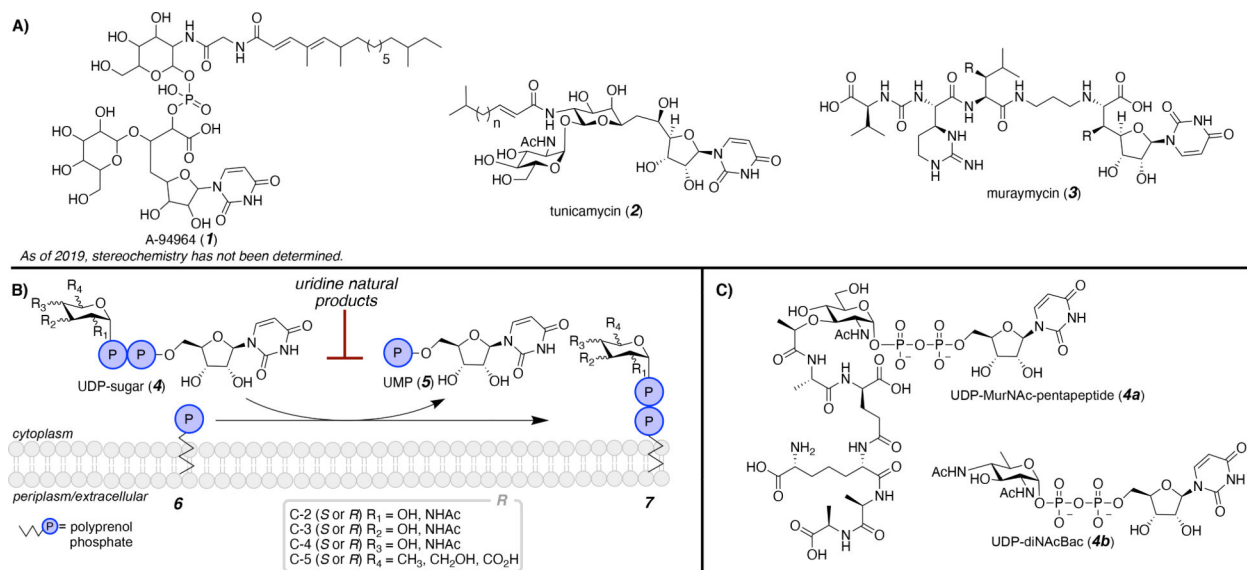 A)
A-94964 (1)
As of 2019, stereochemistry has not been determined.
tunicamycin (2)
muraymycin (3)
B)
uridine natural
products
UDP-sugar (4)
UMP (5)
cytoplasm
periplasm/extracellular
6
7
P = polyprenol
phosphate
R
C-2 (S or R) R1 = OH, NHAc
C-3 (S or R) R2 = OH, NHAc
C-4 (S or R) R3 = OH, NHAc
C-5 (S or R) R4 = CH3, CH2OH, CO2H
C)
UDP-MurNAc-pentapeptide (4a)
UDP-diNAcBac (4b)